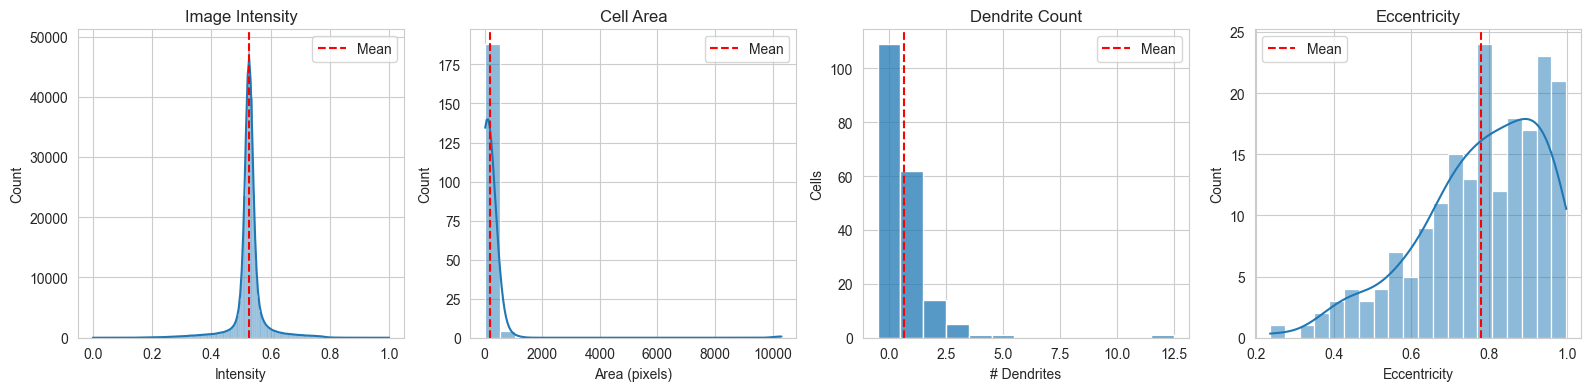 Image Intensity
50000
40000
30000
20000
10000
0
Count
0.0 0.2 0.4 0.6 0.8 1.0
Intensity
Mean
Cell Area
175
150
125
100
75
50
25
0
Count
0 2000 4000 6000 8000 10000
Area (pixels)
Mean
Dendrite Count
100
80
60
40
20
0
Cells
0.0 2.5 5.0 7.5 10.0 12.5
# Dendrites
Mean
Eccentricity
25
20
15
10
5
0
Count
0.2 0.4 0.6 0.8 1.0
Eccentricity
Mean